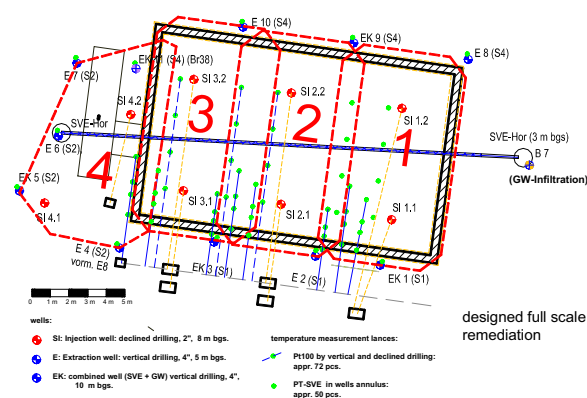 E 10 (S4)
EK 9 (S4)
E 8 (S4)
E 7 (S2)
(S4) (Br38)
SI 3.2
SI 2.2
SI 1.2
SI 4.2
3
2
1
4
SVE-Hor
SVE-Hor (3 m bgs)
B 7
(GW-Infiltration)
E 6 (S2)
EK 5 (S2)
SI 4.1
SI 3.1
SI 2.1
SI 1.1
E 4 (S2)
vorm. E8
EK 3 (S1)
E 2 (S1)
EK 1 (S1)
0 1 m 2 m 3 m 4 m 5 m
designed full scale
remediation
wells:
SI: Injection well: declined drilling, 2", 8 m bgs.
E: Extraction well: vertical drilling, 4", 5 m bgs.
EK: combined well (SVE + GW) vertical drilling, 4",
10 m bgs.
temperature measurement lances:
Pt100 by vertical and declined drilling:
appr. 72 pcs.
PT-SVE in wells annulus:
appr. 50 pcs.